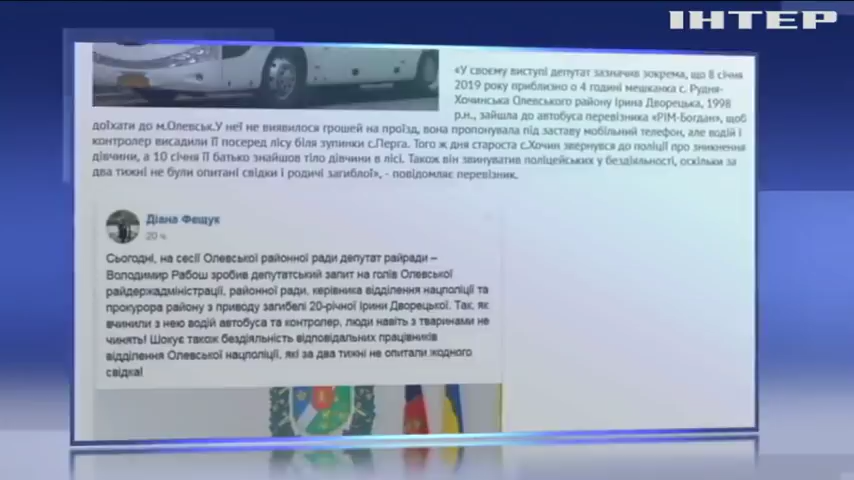 ІНТЕР
«У своєму виступі депутат зазначив зокрема, що 8 січня
2019 року приблизно о 4 годині мешканка с. Рудня-
Хочинська Олевського району Ірина Дворецька, 1998
р.н., зайшла до автобуса перевізника «РІМ-Богдан», щоб
доїхати до м.Олевськ.У неї не виявилося грошей на проїзд, вона пропонувала під заставу мобільний телефон, але водій і
контролер висадили її посеред лісу біля зупинки с.Перга. Того ж дня староста с.Хочин звернувся до поліції про зникнення
дівчини, а 10 січня її батько знайшов тіло дівчини в лісі. Також він звинуватив поліцейських у бездіяльності, оскільки за
два тижні не були опитані свідки і родичі загиблої», - повідомляє перевізник.
Діана Фещук
20 ч.
Сьогодні, на сесії Олевської районної ради депутат райради –
Володимир Рабош зробив депутатський запит на голів Олевської
райдержадміністрації, районної ради, керівника відділення нацполіції та
прокурора району з приводу загибелі 20-річної Ірини Дворецької. Так, як
вчинили з нею водій автобуса та контролер, люди навіть з тваринами не
чинять! Шокує також бездіяльність відповідальних працівників
відділення Олевської нацполіції, які за два тижні не опитали жодного
свідка!